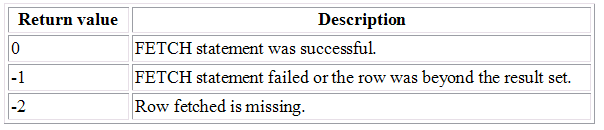 Return value Description
0 FETCH statement was successful.
-1 FETCH statement failed or the row was beyond the result set.
-2 Row fetched is missing.